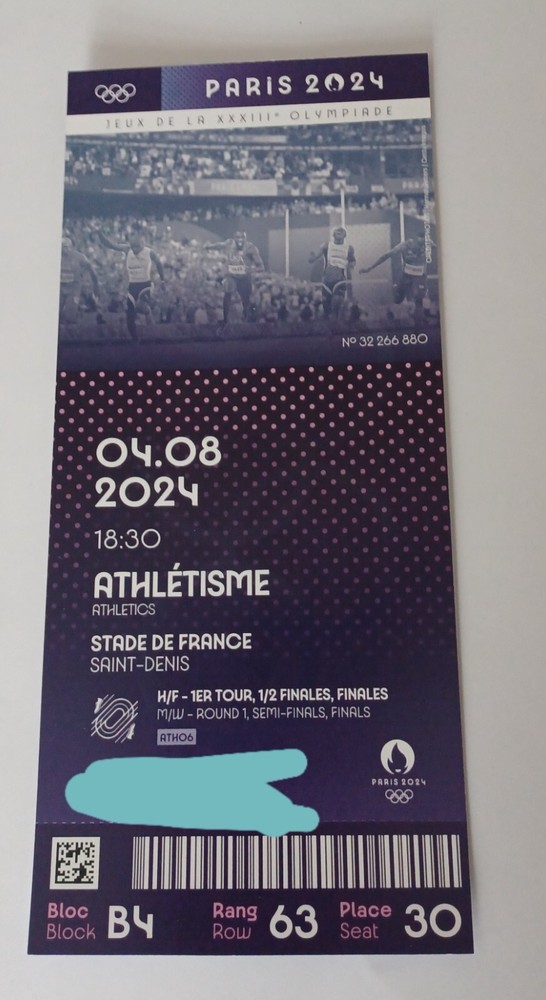 PARIS 2024
JEUX DE LA XXXIIIᵉ OLYMPIADE
Nº 32 266 880
04.08
2024
18:30
ATHLÉTISME
ATHLETICS
STADE DE FRANCE
SAINT-DENIS
H/F - 1ER TOUR, 1/2 FINALES, FINALES
M/W - ROUND 1, SEMI-FINALS, FINALS
ATH06
PARIS 2024
Bloc
Block B4
Rang
Row 63
Place
Seat 30